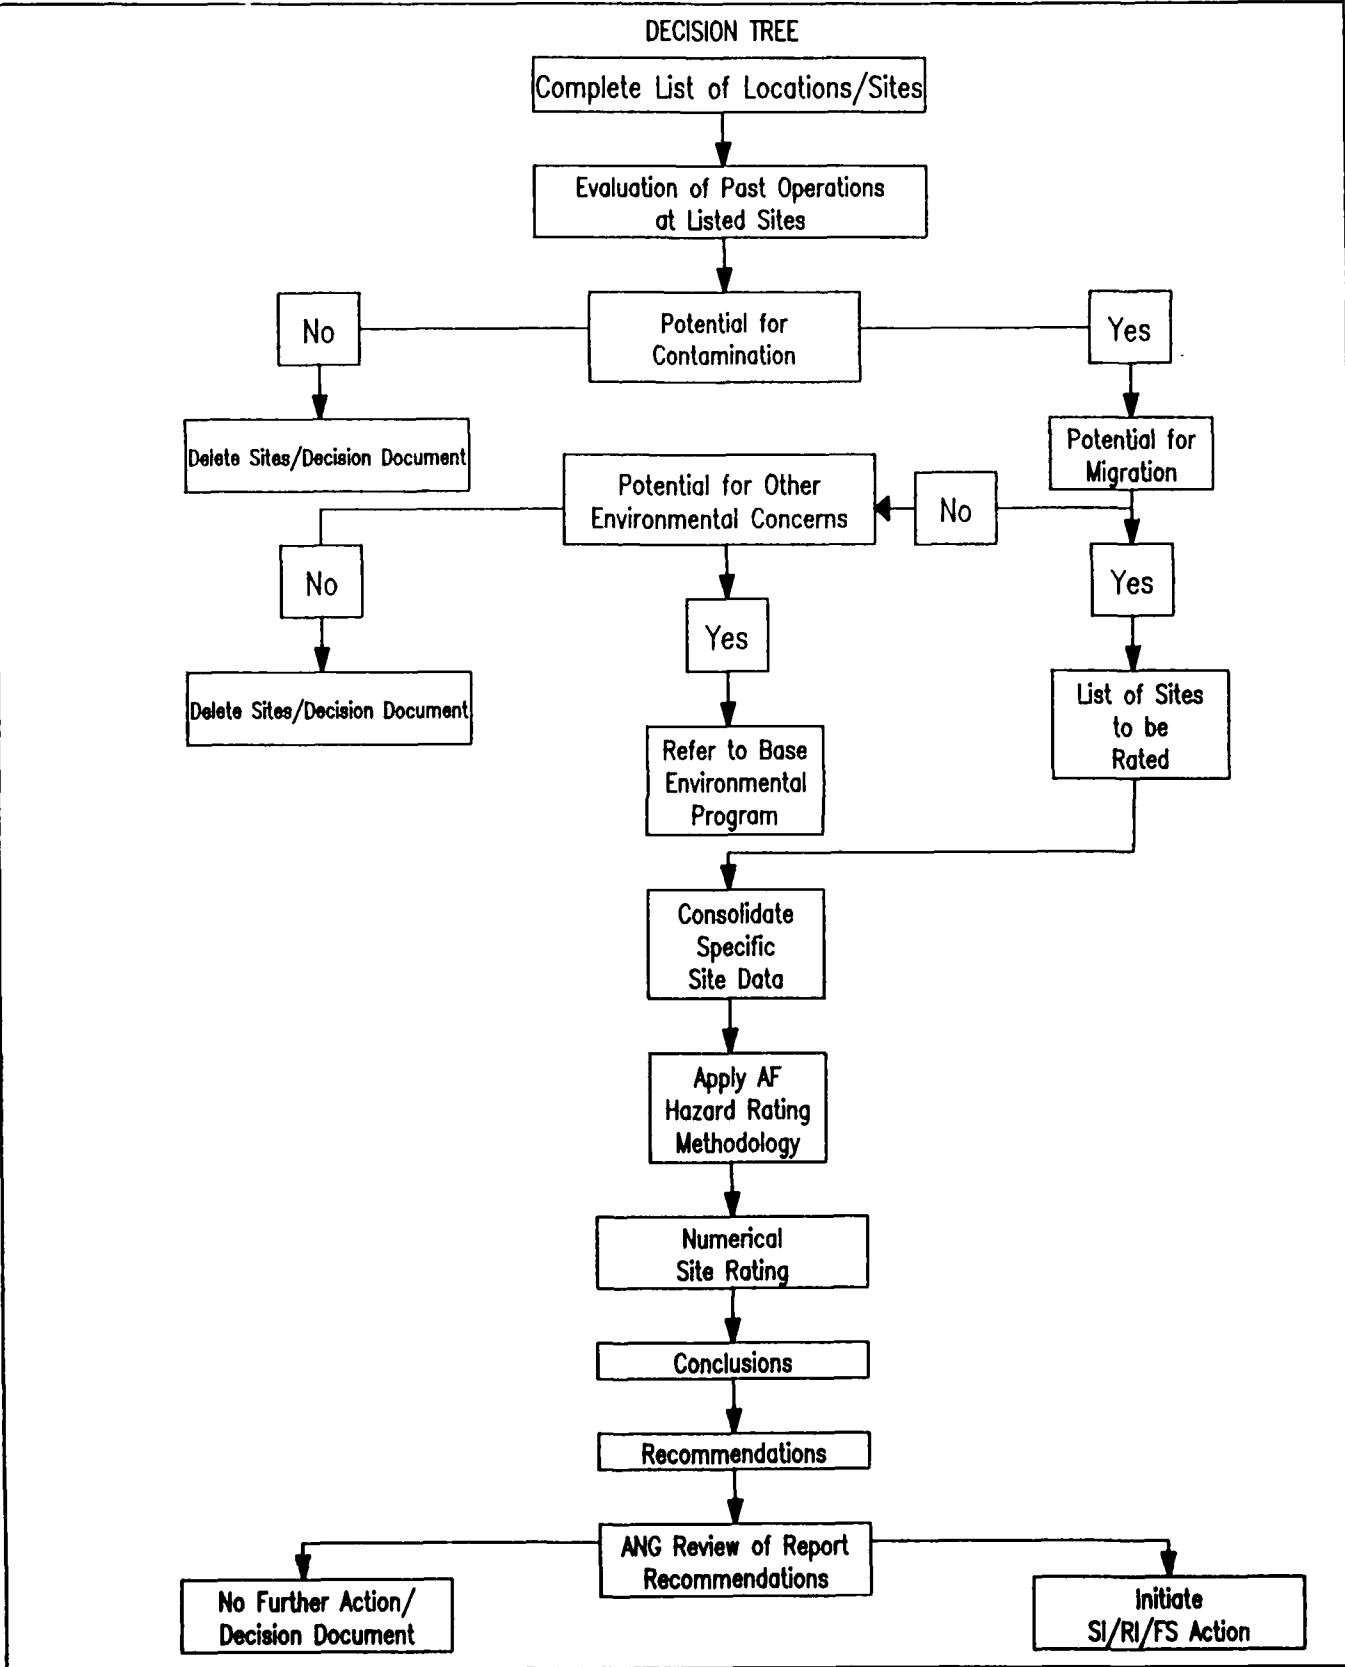 DECISION TREE
Complete List of Locations/Sites
Evaluation of Past Operations
at Listed Sites
No
Potential for
Contamination
Yes
Delete Sites/Decision Document
Potential for
Migration
Potential for Other
Environmental Concerns
No
No
Yes
Yes
Delete Sites/Decision Document
List of Sites
to be
Rated
Refer to Base
Environmental
Program
Consolidate
Specific
Site Data
Apply AF
Hazard Rating
Methodology
Numerical
Site Rating
Conclusions
Recommendations
ANG Review of Report
Recommendations
No Further Action/
Decision Document
Initiate
SI/RI/FS Action